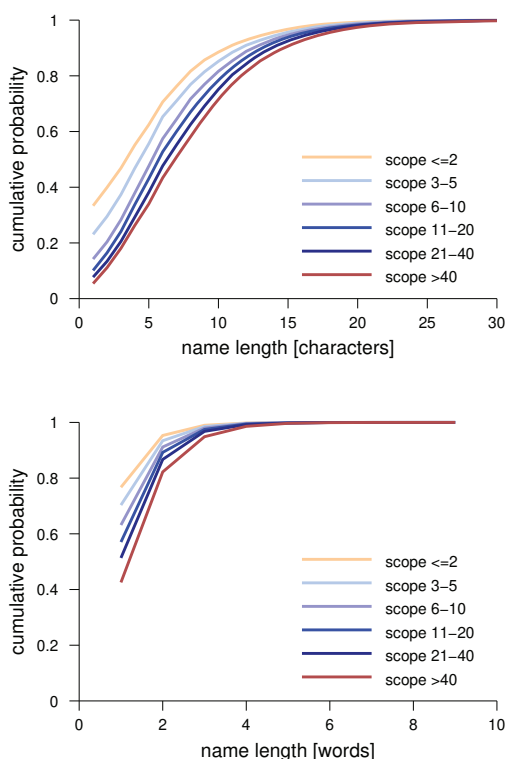 1
0.8
0.6
0.4
0.2
0
cumulative probability
scope <=2
scope 3−5
scope 6−10
scope 11−20
scope 21−40
scope >40
0 5 10 15 20 25 30
name length [characters]
1
0.8
0.6
0.4
0.2
0
cumulative probability
scope <=2
scope 3−5
scope 6−10
scope 11−20
scope 21−40
scope >40
0 2 4 6 8 10
name length [words]